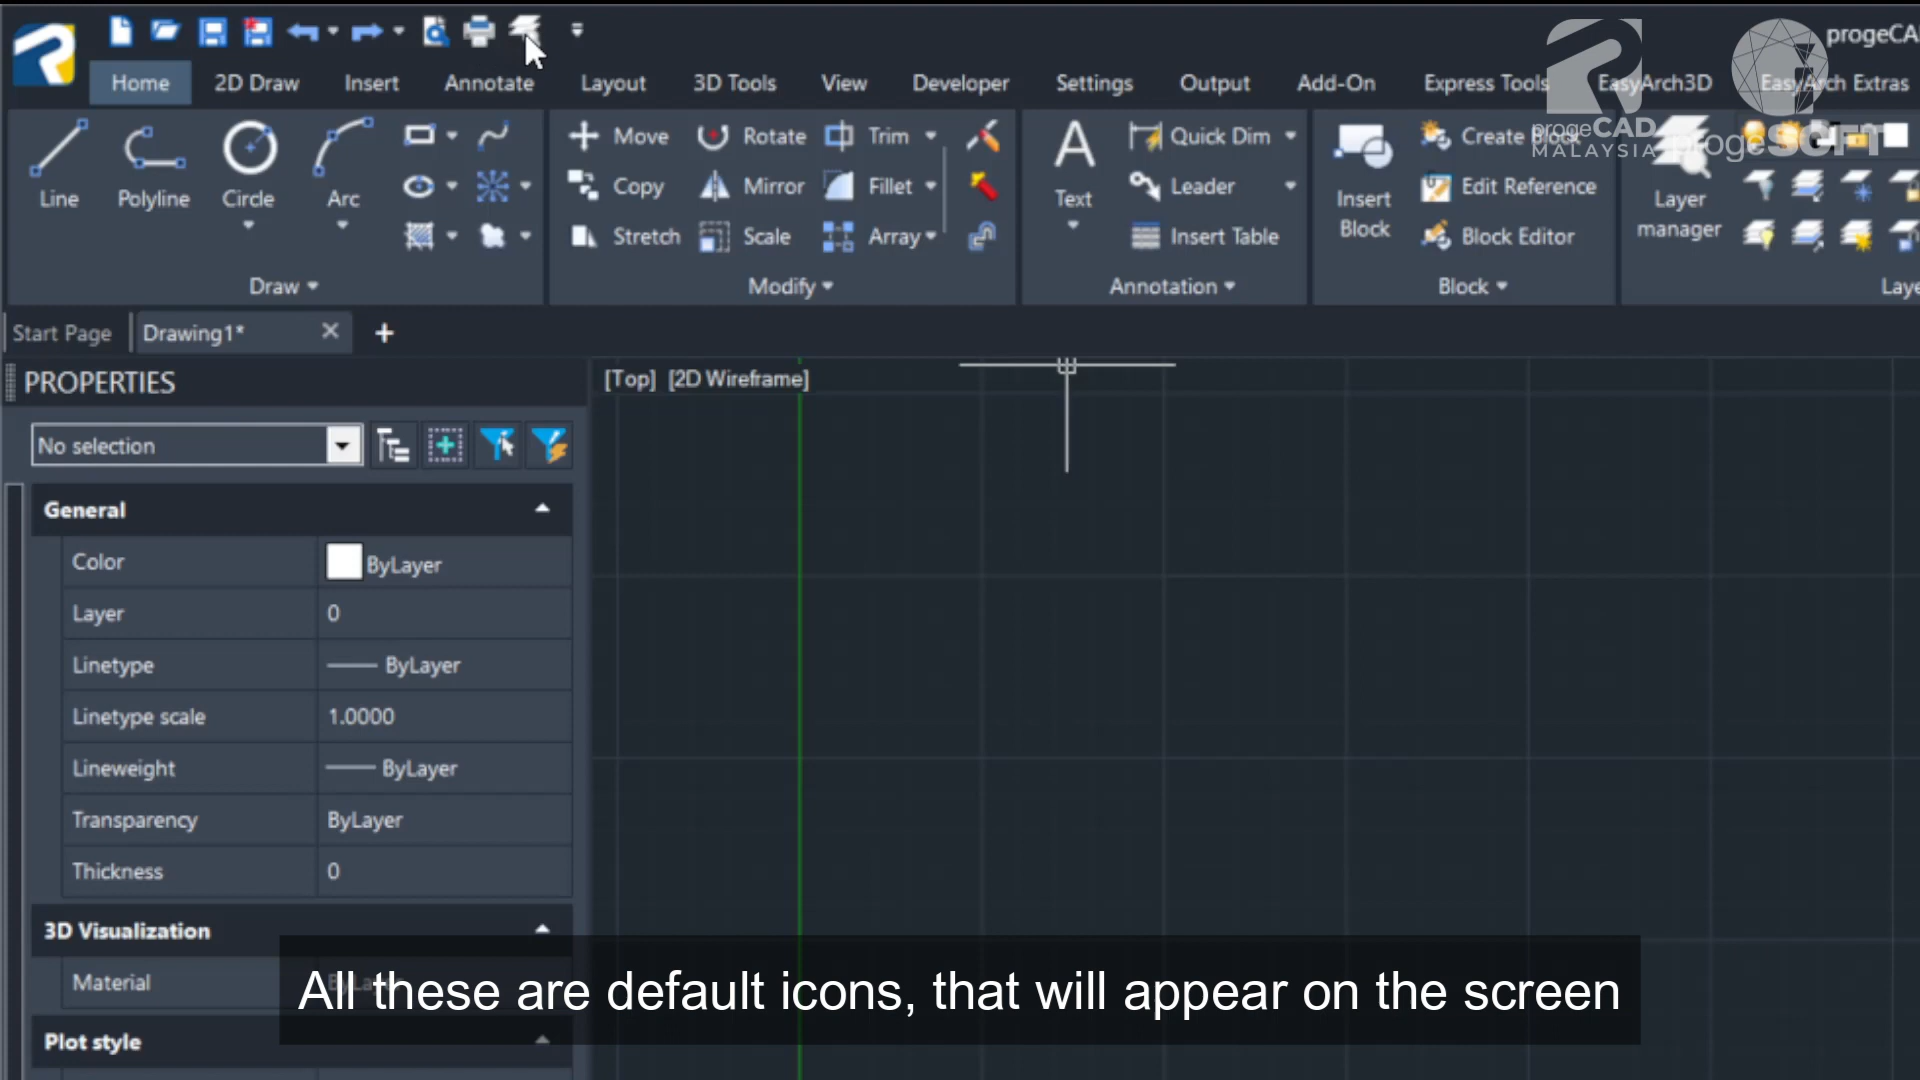 progeCA
Home 2D Draw Insert Annotate Layout 3D Tools View Developer Settings Output Add-On Express Tools EasyArch3D EasyArch Extras
Line Polyline Circle Arc
Move Rotate Trim
Copy Mirror Fillet
Stretch Scale Array
Text Quick Dim
Leader
Insert Table
Insert Block
Create Block
Edit Reference
Block Editor
Layer manager
progeCAD MALAYSIA
progeSOFT
Draw Modify Annotation Block Laye
Start Page Drawing1*
PROPERTIES
[Top] [2D Wireframe]
No selection
General
Color ByLayer
Layer 0
Linetype ByLayer
Linetype scale 1.0000
Lineweight ByLayer
Transparency ByLayer
Thickness 0
3D Visualization
Material ByLayer
Plot style
All these are default icons, that will appear on the screen